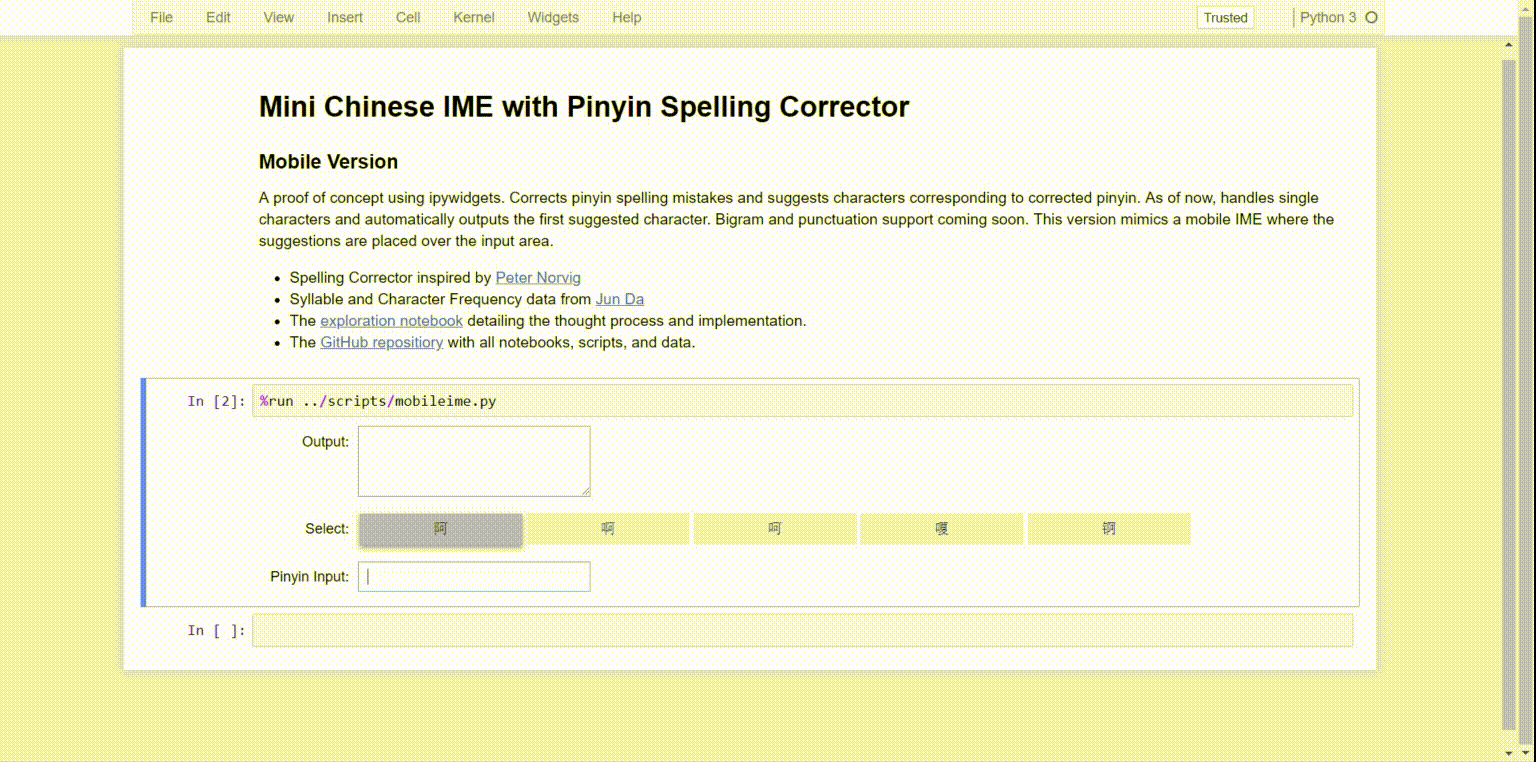 File Edit View Insert Cell Kernel Widgets Help Trusted Python 3
Mini Chinese IME with Pinyin Spelling Corrector
Mobile Version
A proof of concept using ipywidgets. Corrects pinyin spelling mistakes and suggests characters corresponding to corrected pinyin. As of now, handles single
characters and automatically outputs the first suggested character. Bigram and punctuation support coming soon. This version mimics a mobile IME where the
suggestions are placed over the input area.
• Spelling Corrector inspired by Peter Norvig
• Syllable and Character Frequency data from Jun Da
• The exploration notebook detailing the thought process and implementation.
• The GitHub repositiory with all notebooks, scripts, and data.
In [2]: %run ../scripts/mobileime.py
Output:
Select: 阿 啊 呵 嗄 锕
Pinyin Input:
In [ ]: